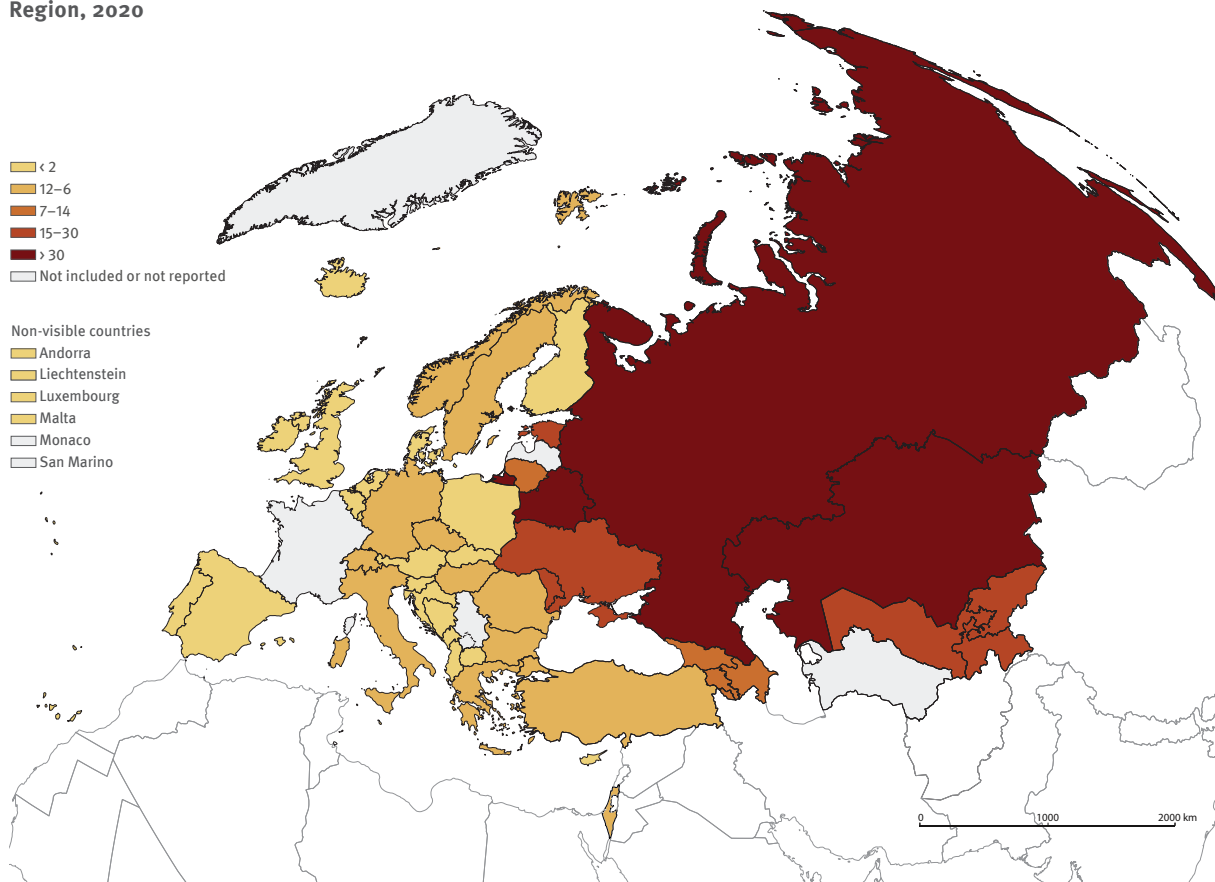 Region, 2020
< 2
12–6
7–14
15–30
> 30
Not included or not reported
Non-visible countries
Andorra
Liechtenstein
Luxembourg
Malta
Monaco
San Marino
0 1000 2000 km